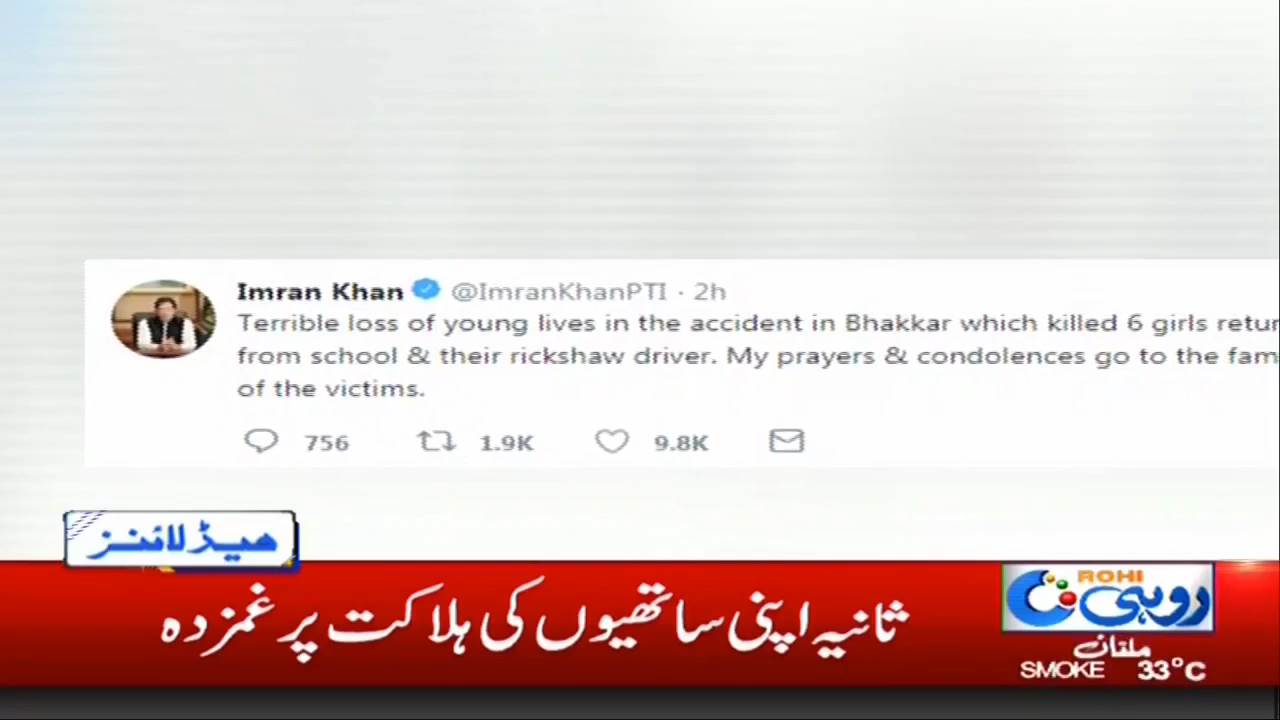 Imran Khan @ImranKhanPTI · 2h
Terrible loss of young lives in the accident in Bhakkar which killed 6 girls retur
from school & their rickshaw driver. My prayers & condolences go to the fam
of the victims.
756 1.9K 9.8K
ہیڈلائنز
ثانیہ اپنی ساتھیوں کی ہلاکت پر غمزدہ
ROHI
روہی
ملتان
SMOKE 33°C